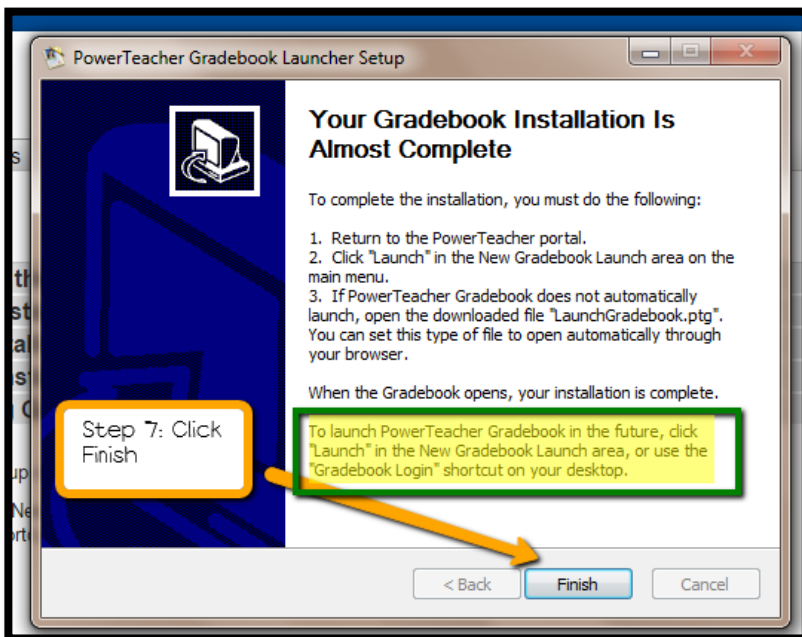 PowerTeacher Gradebook Launcher Setup
Your Gradebook Installation Is
Almost Complete
To complete the installation, you must do the following:
1. Return to the PowerTeacher portal.
2. Click "Launch" in the New Gradebook Launch area on the
main menu.
3. If PowerTeacher Gradebook does not automatically
launch, open the downloaded file "LaunchGradebook.ptg".
You can set this type of file to open automatically through
your browser.
When the Gradebook opens, your installation is complete.
To launch PowerTeacher Gradebook in the future, click
"Launch" in the New Gradebook Launch area, or use the
"Gradebook Login" shortcut on your desktop.
Step 7: Click
Finish
< Back
Finish
Cancel